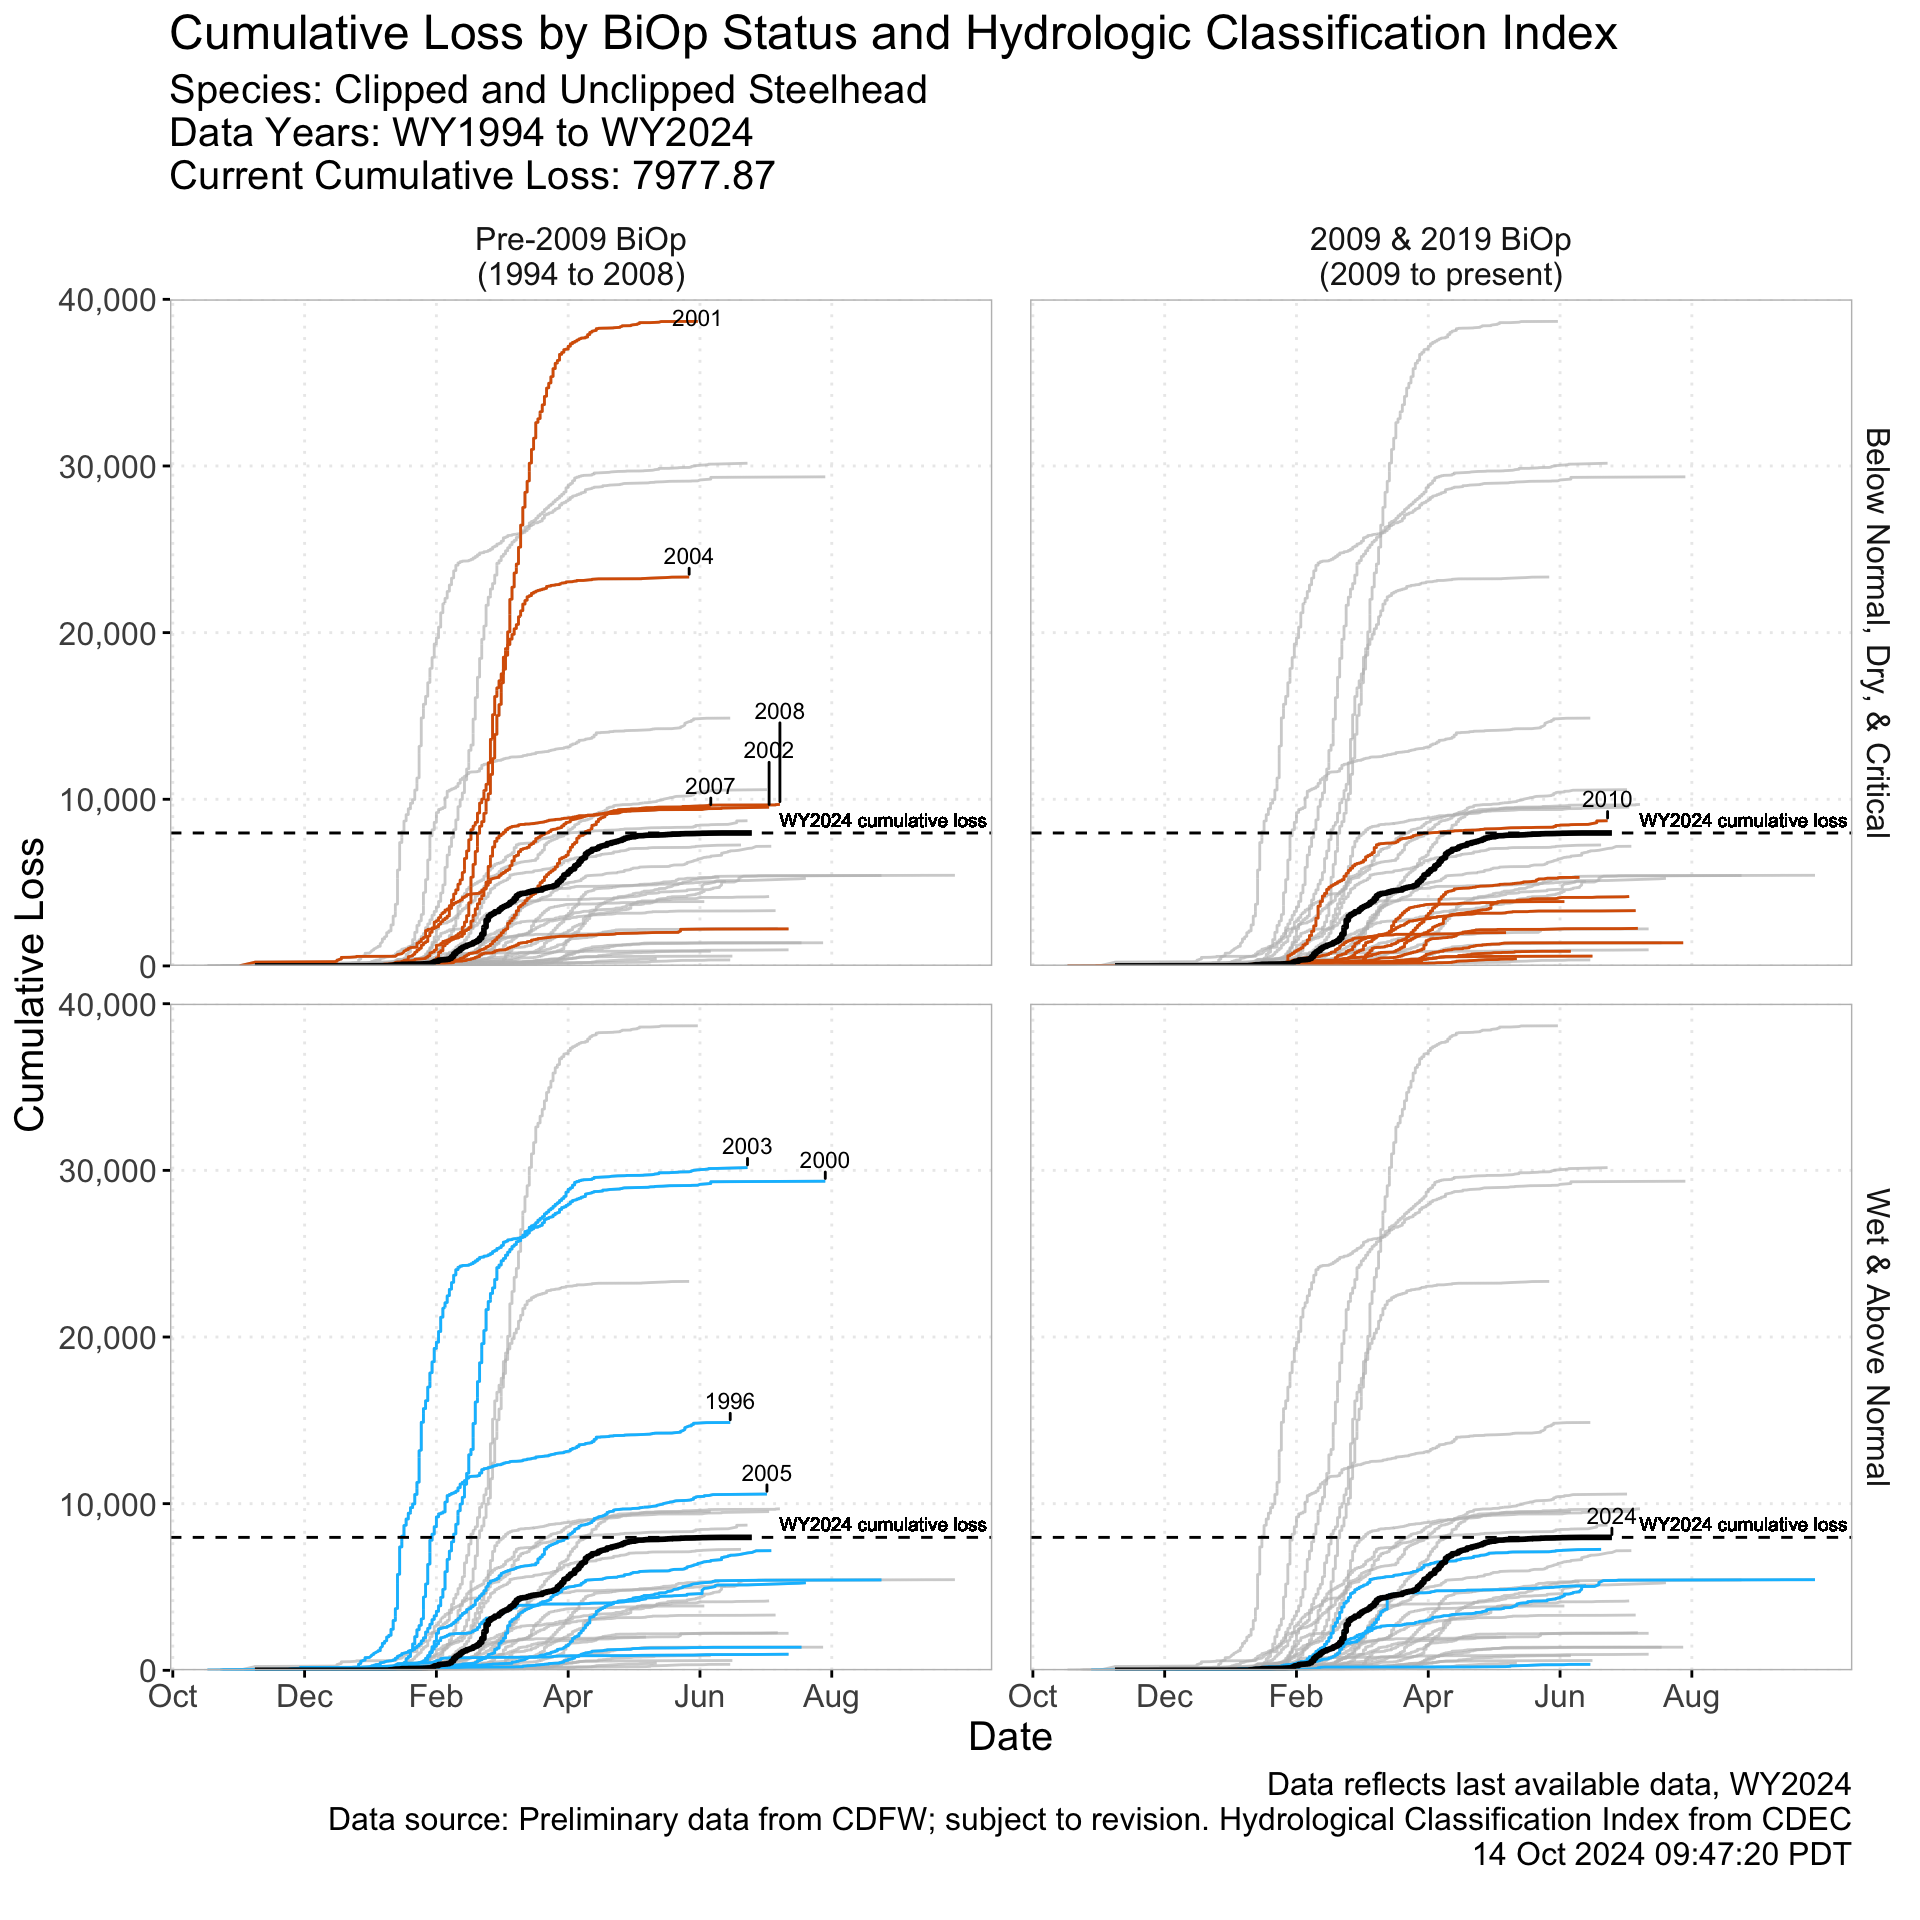 Cumulative Loss by BiOp Status and Hydrologic Classification Index
Species: Clipped and Unclipped Steelhead
Data Years: WY1994 to WY2024
Current Cumulative Loss: 7977.87
Pre-2009 BiOp
(1994 to 2008)
2009 & 2019 BiOp
(2009 to present)
Cumulative Loss
40,000
30,000
20,000
10,000
0
2001
2004
2008
2002
2007
WY2024 cumulative loss
2010
WY2024 cumulative loss
Below Normal, Dry, & Critical
40,000
30,000
20,000
10,000
0
2003
2000
1996
2005
WY2024 cumulative loss
2024
WY2024 cumulative loss
Wet & Above Normal
Oct
Dec
Feb
Apr
Jun
Aug
Oct
Dec
Feb
Apr
Jun
Aug
Date
Data reflects last available data, WY2024
Data source: Preliminary data from CDFW; subject to revision. Hydrological Classification Index from CDEC
14 Oct 2024 09:47:20 PDT